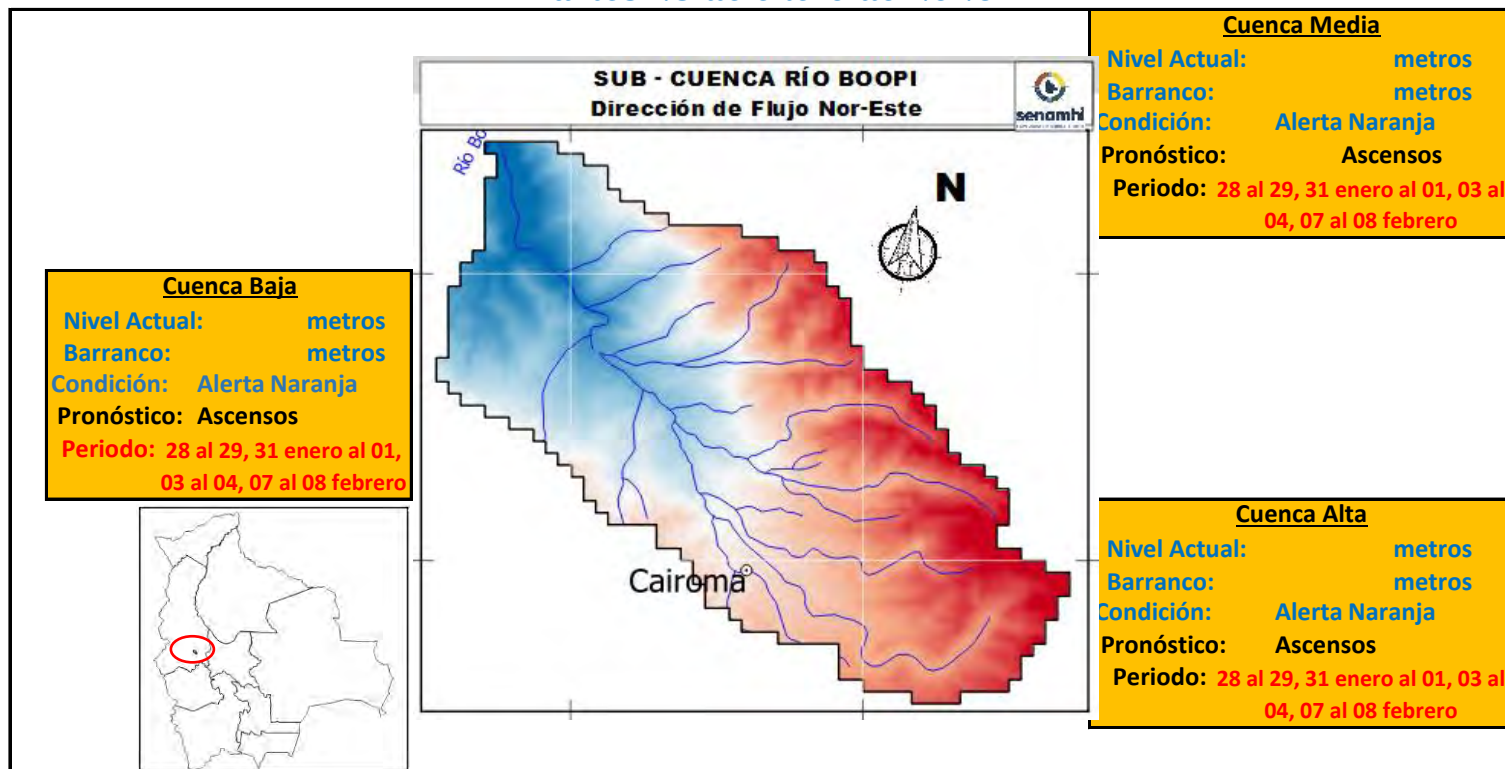 SUB - CUENCA RÍO BOOPI
Dirección de Flujo Nor-Este
senamhi
Río Bo
N
Cairoma
Cuenca Media
Nivel Actual: metros
Barranco: metros
Condición: Alerta Naranja
Pronóstico: Ascensos
Periodo: 28 al 29, 31 enero al 01, 03 al
04, 07 al 08 febrero
Cuenca Baja
Nivel Actual: metros
Barranco: metros
Condición: Alerta Naranja
Pronóstico: Ascensos
Periodo: 28 al 29, 31 enero al 01,
03 al 04, 07 al 08 febrero
Cuenca Alta
Nivel Actual: metros
Barranco: metros
Condición: Alerta Naranja
Pronóstico: Ascensos
Periodo: 28 al 29, 31 enero al 01, 03 al
04, 07 al 08 febrero